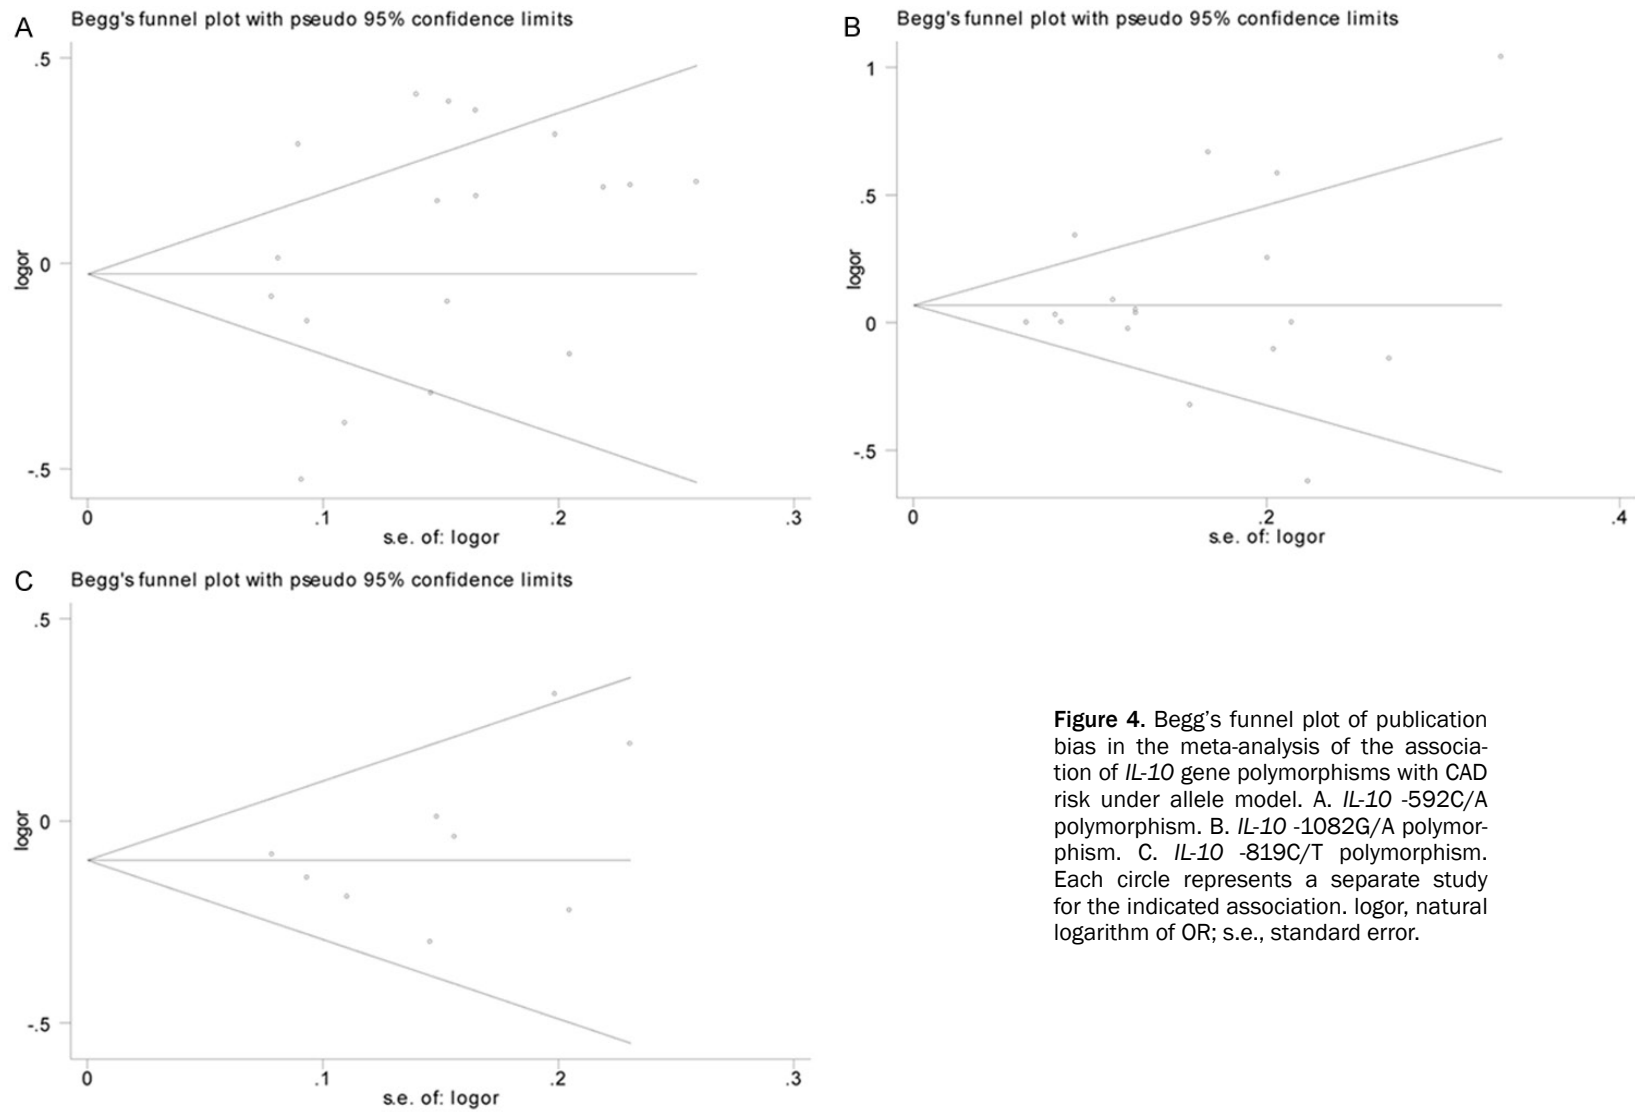 A
Begg's funnel plot with pseudo 95% confidence limits
.5
0
-.5
logor
0
.1
.2
.3
s.e. of: logor
B
Begg's funnel plot with pseudo 95% confidence limits
1
.5
0
-.5
logor
0
.2
.4
s.e. of: logor
C
Begg's funnel plot with pseudo 95% confidence limits
.5
0
-.5
logor
0
.1
.2
.3
s.e. of: logor
Figure 4. Begg’s funnel plot of publication
bias in the meta-analysis of the associa-
tion of IL-10 gene polymorphisms with CAD
risk under allele model. A. IL-10 -592C/A
polymorphism. B. IL-10 -1082G/A polymor-
phism. C. IL-10 -819C/T polymorphism.
Each circle represents a separate study
for the indicated association. logor, natural
logarithm of OR; s.e., standard error.